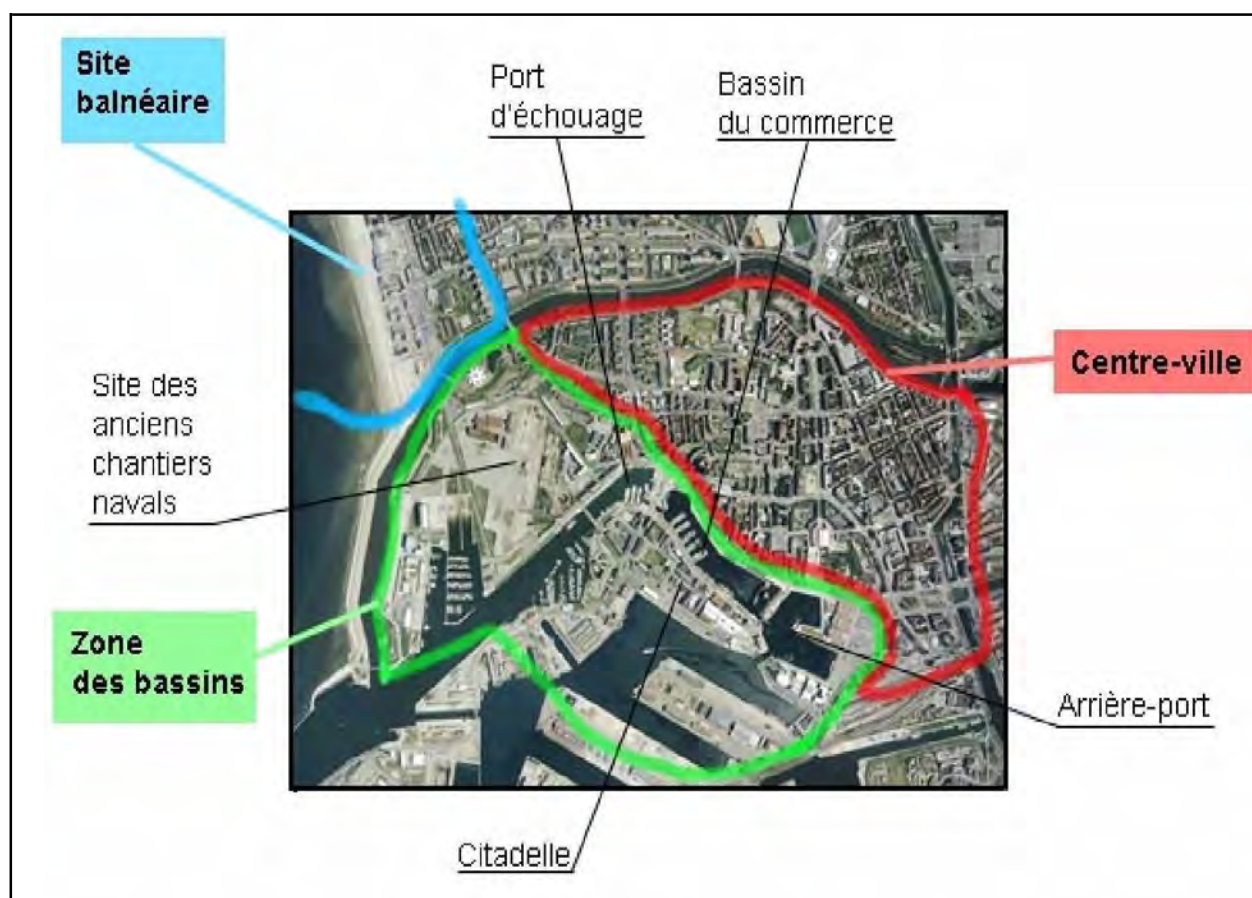 Site
balnéaire
Port
d'échouage
Bassin
du commerce
Centre-ville
Site des
anciens
chantiers
navals
Zone
des bassins
Arrière-port
Citadelle